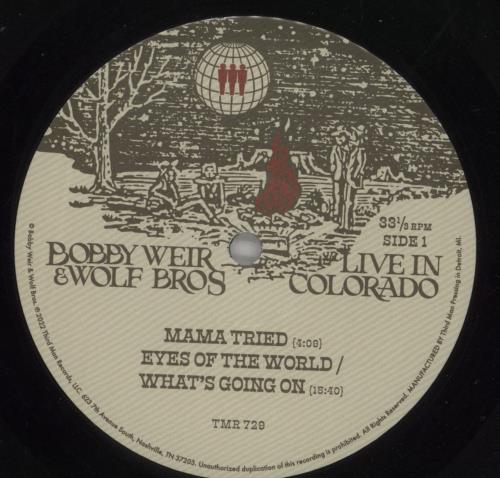 33⅓ RPM
SIDE 1
BOBBY WEIR
& WOLF BROS
LIVE IN
COLORADO
MAMA TRIED (4:09)
EYES OF THE WORLD /
WHAT'S GOING ON (15:40)
TMR 729
© Bobby Weir & Wolf Bros. ℗ 2022 Third Man Records, LLC. 623 7th Avenue South, Nashville, TN 37203. Unauthorized duplication of this recording is prohibited. All Rights Reserved. MANUFACTURED BY Third Man Pressing in Detroit, MI.